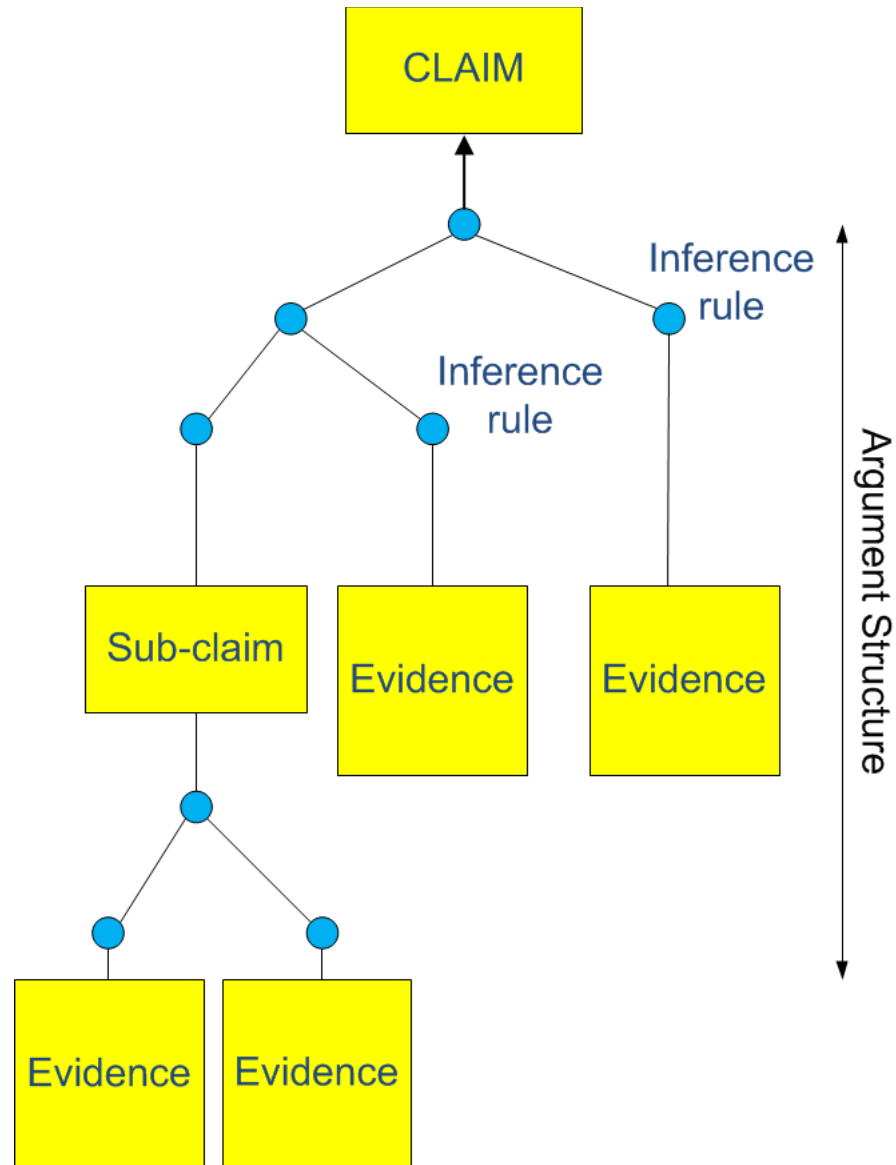 CLAIM
Inference
rule
Inference
rule
Argument Structure
Sub-claim
Evidence
Evidence
Evidence
Evidence